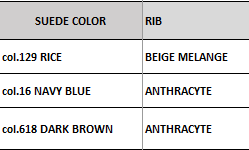 SUEDE COLOR RIB
col.129 RICE BEIGE MELANGE
col.16 NAVY BLUE ANTHRACYTE
col.618 DARK BROWN ANTHRACYTE